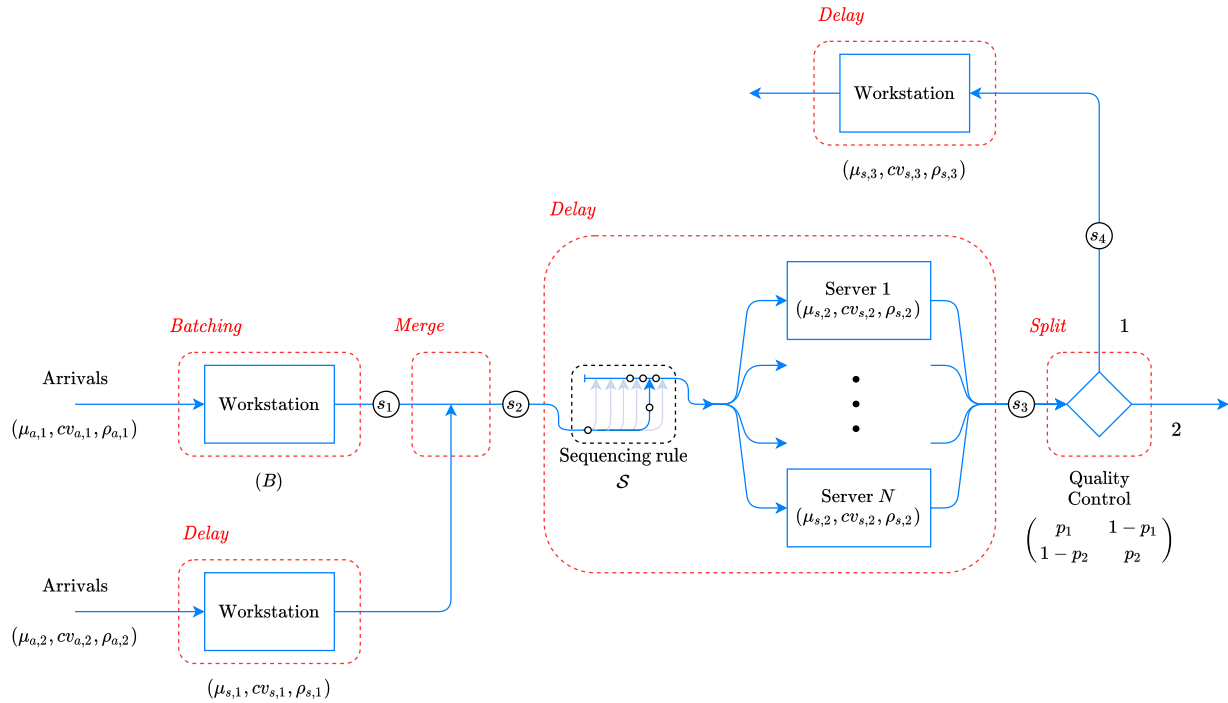 Delay
Workstation
(μs,3, cvs,3, ρs,3)
Delay
s4
Server 1
(μs,2, cvs,2, ρs,2)
Batching
Merge
Split
1
Arrivals
(μa,1, cva,1, ρa,1)
Workstation
s1
s2
s3
2
(B)
Sequencing rule
S
Server N
(μs,2, cvs,2, ρs,2)
Quality
Control
p1 1 − p1
1 − p2 p2
Delay
Arrivals
(μa,2, cva,2, ρa,2)
Workstation
(μs,1, cvs,1, ρs,1)